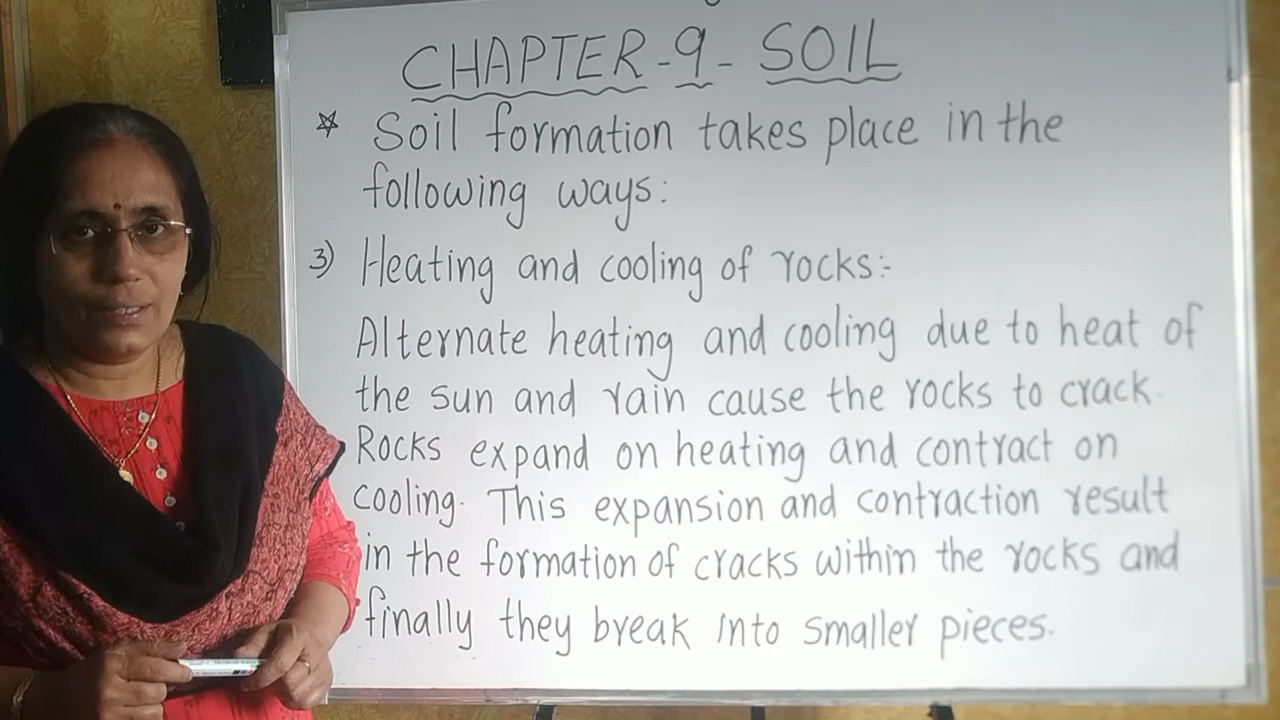 CHAPTER-9-SOIL
☆ Soil formation takes place in the
following ways:
3) Heating and cooling of rocks:-
Alternate heating and cooling due to heat of
the sun and rain cause the rocks to crack.
Rocks expand on heating and contract on
cooling. This expansion and contraction result
in the formation of cracks within the rocks and
finally they break into smaller pieces.